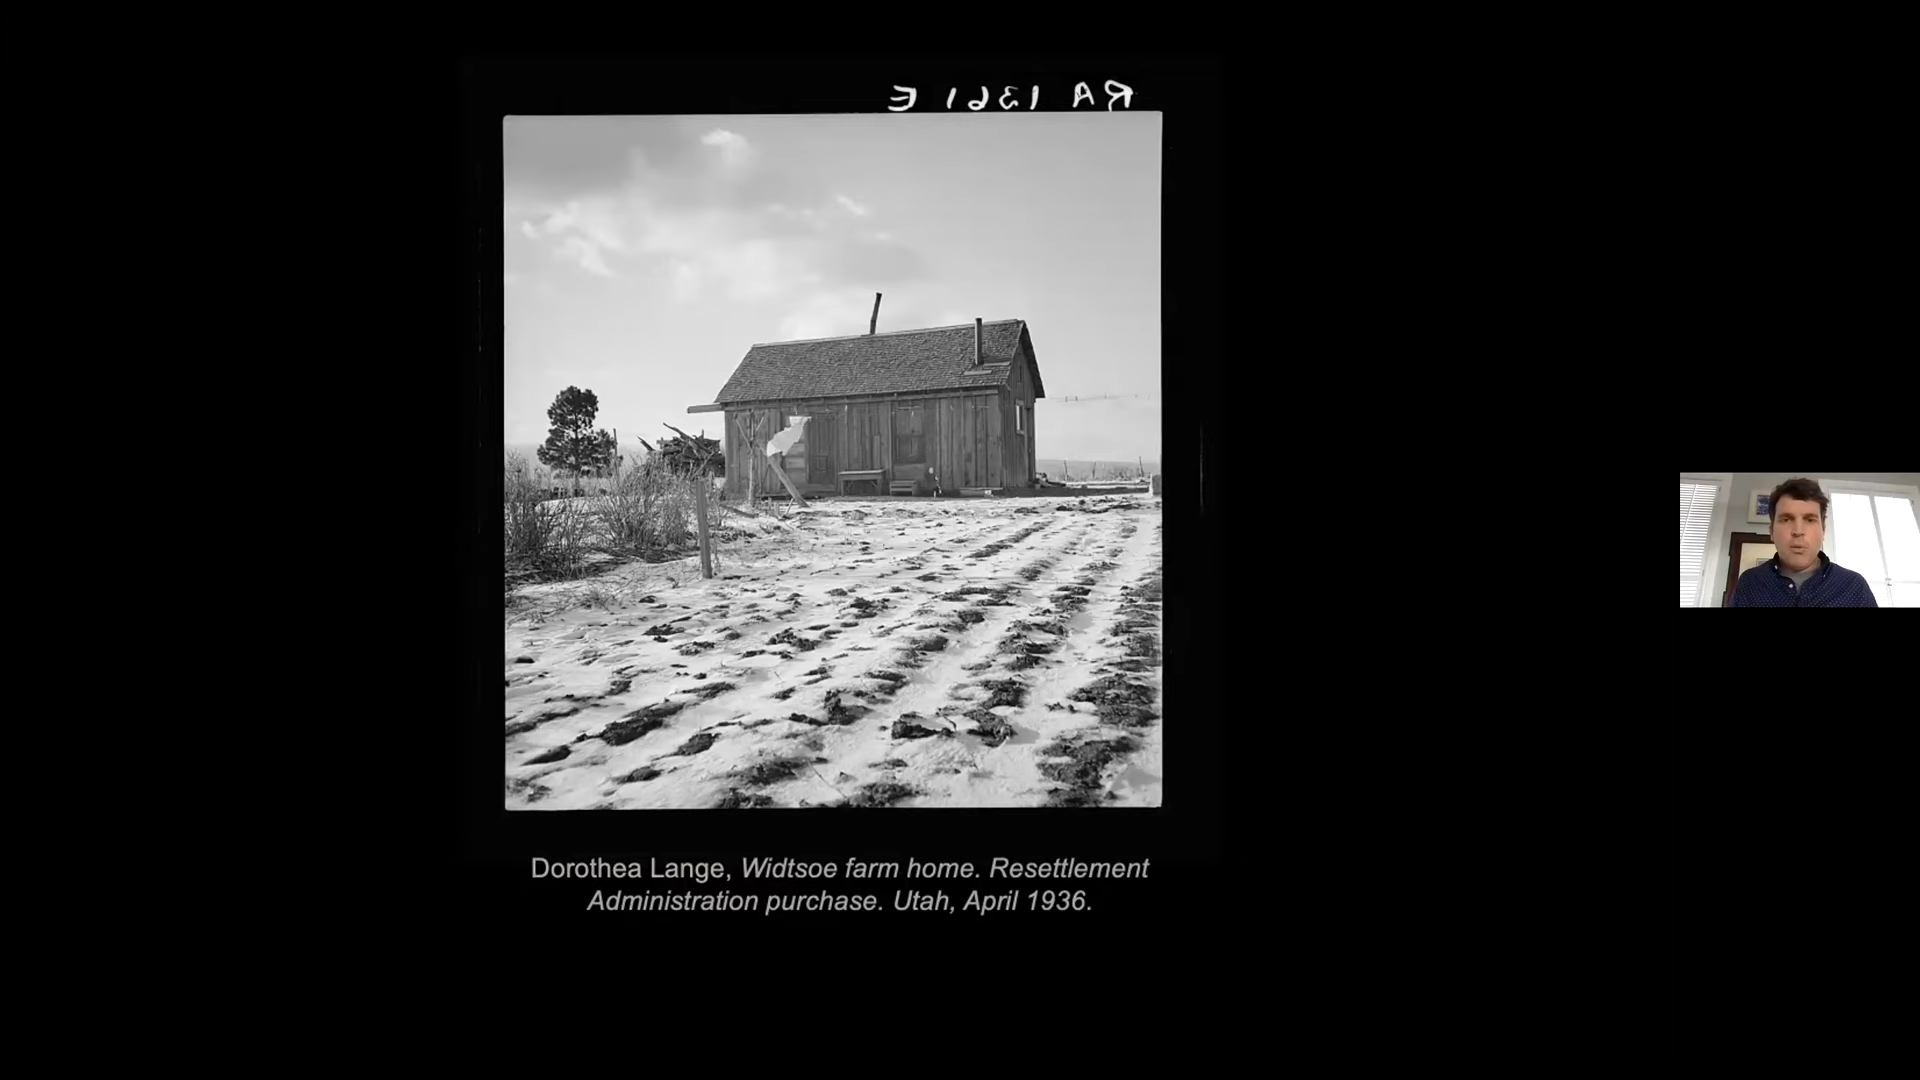 RA 1361 E
Dorothea Lange, Widtsoe farm home. Resettlement
Administration purchase. Utah, April 1936.